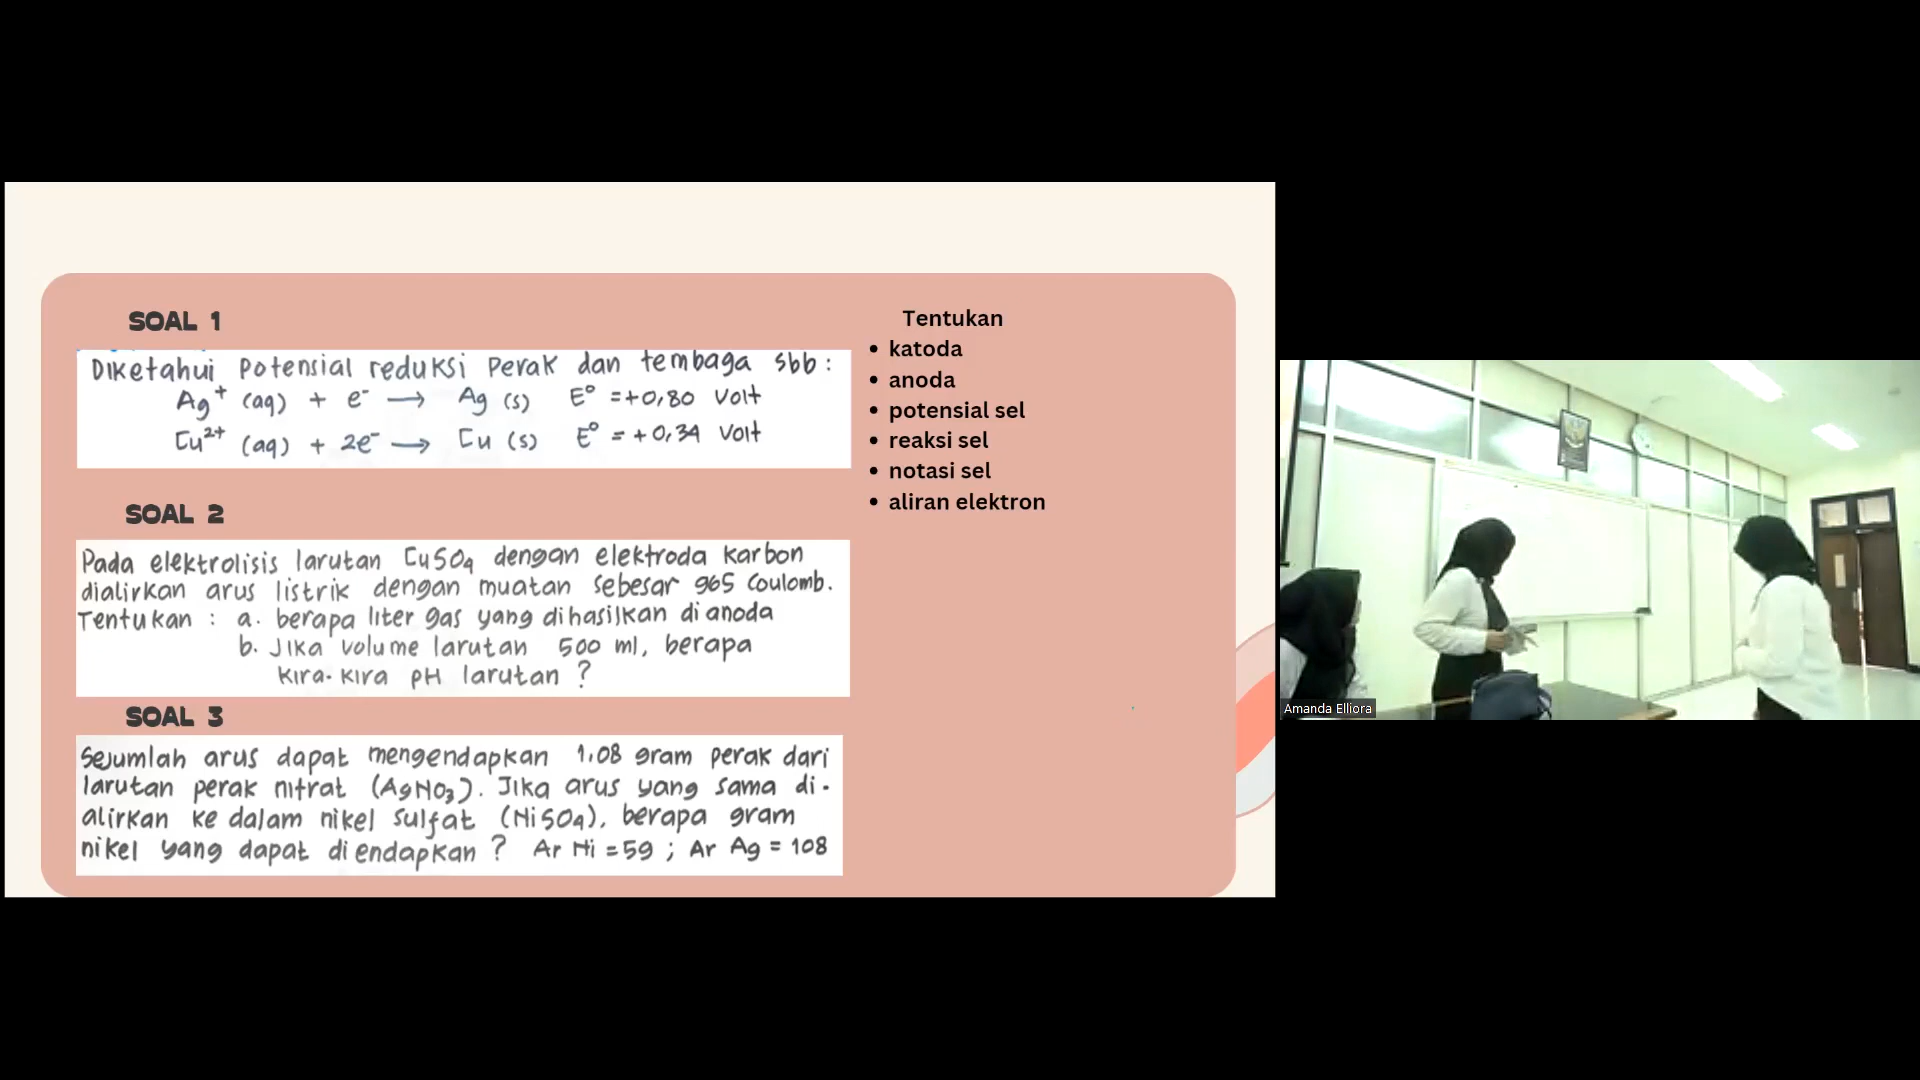 SOAL 1
Diketahui potensial reduksi perak dan tembaga sbb :
Ag⁺ (aq) + e⁻ → Ag (s) E° = +0,80 volt
Cu²⁺ (aq) + 2e⁻ → Cu (s) E° = +0,34 volt
SOAL 2
Pada elektrolisis larutan CuSO₄ dengan elektroda karbon
dialirkan arus listrik dengan muatan sebesar 965 Coulomb.
Tentukan : a. berapa liter gas yang dihasilkan di anoda
b. Jika volume larutan 500 ml, berapa
kira-kira pH larutan ?
SOAL 3
Sejumlah arus dapat mengendapkan 1,08 gram perak dari
larutan perak nitrat (AgNO₃). Jika arus yang sama di-
alirkan ke dalam nikel sulfat (NiSO₄), berapa gram
nikel yang dapat di endapkan ? Ar Ni = 59 ; Ar Ag = 108
Tentukan
• katoda
• anoda
• potensial sel
• reaksi sel
• notasi sel
• aliran elektron
Amanda Elliora